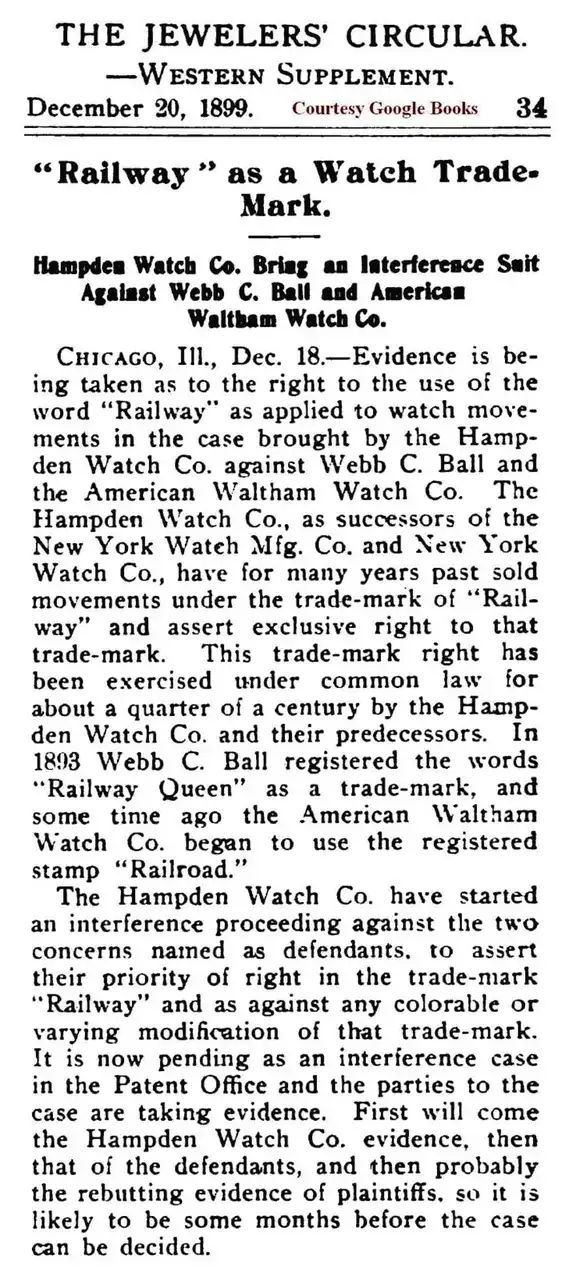 THE JEWELERS' CIRCULAR.
—WESTERN SUPPLEMENT.
December 20, 1899. Courtesy Google Books 34
"Railway" as a Watch Trade-
Mark.
Hampden Watch Co. Bring an Interference Suit
Against Webb C. Ball and American
Waltham Watch Co.
CHICAGO, Ill., Dec. 18.—Evidence is be-
ing taken as to the right to the use of the
word "Railway" as applied to watch move-
ments in the case brought by the Hamp-
den Watch Co. against Webb C. Ball and
the American Waltham Watch Co. The
Hampden Watch Co., as successors of the
New York Watch Mfg. Co. and New York
Watch Co., have for many years past sold
movements under the trade-mark of "Rail-
way" and assert exclusive right to that
trade-mark. This trade-mark right has
been exercised under common law for
about a quarter of a century by the Hamp-
den Watch Co. and their predecessors. In
1893 Webb C. Ball registered the words
"Railway Queen" as a trade-mark, and
some time ago the American Waltham
Watch Co. began to use the registered
stamp "Railroad."
The Hampden Watch Co. have started
an interference proceeding against the two
concerns named as defendants, to assert
their priority of right in the trade-mark
"Railway" and as against any colorable or
varying modification of that trade-mark.
It is now pending as an interference case
in the Patent Office and the parties to the
case are taking evidence. First will come
the Hampden Watch Co. evidence, then
that of the defendants, and then probably
the rebutting evidence of plaintiffs, so it is
likely to be some months before the case
can be decided.